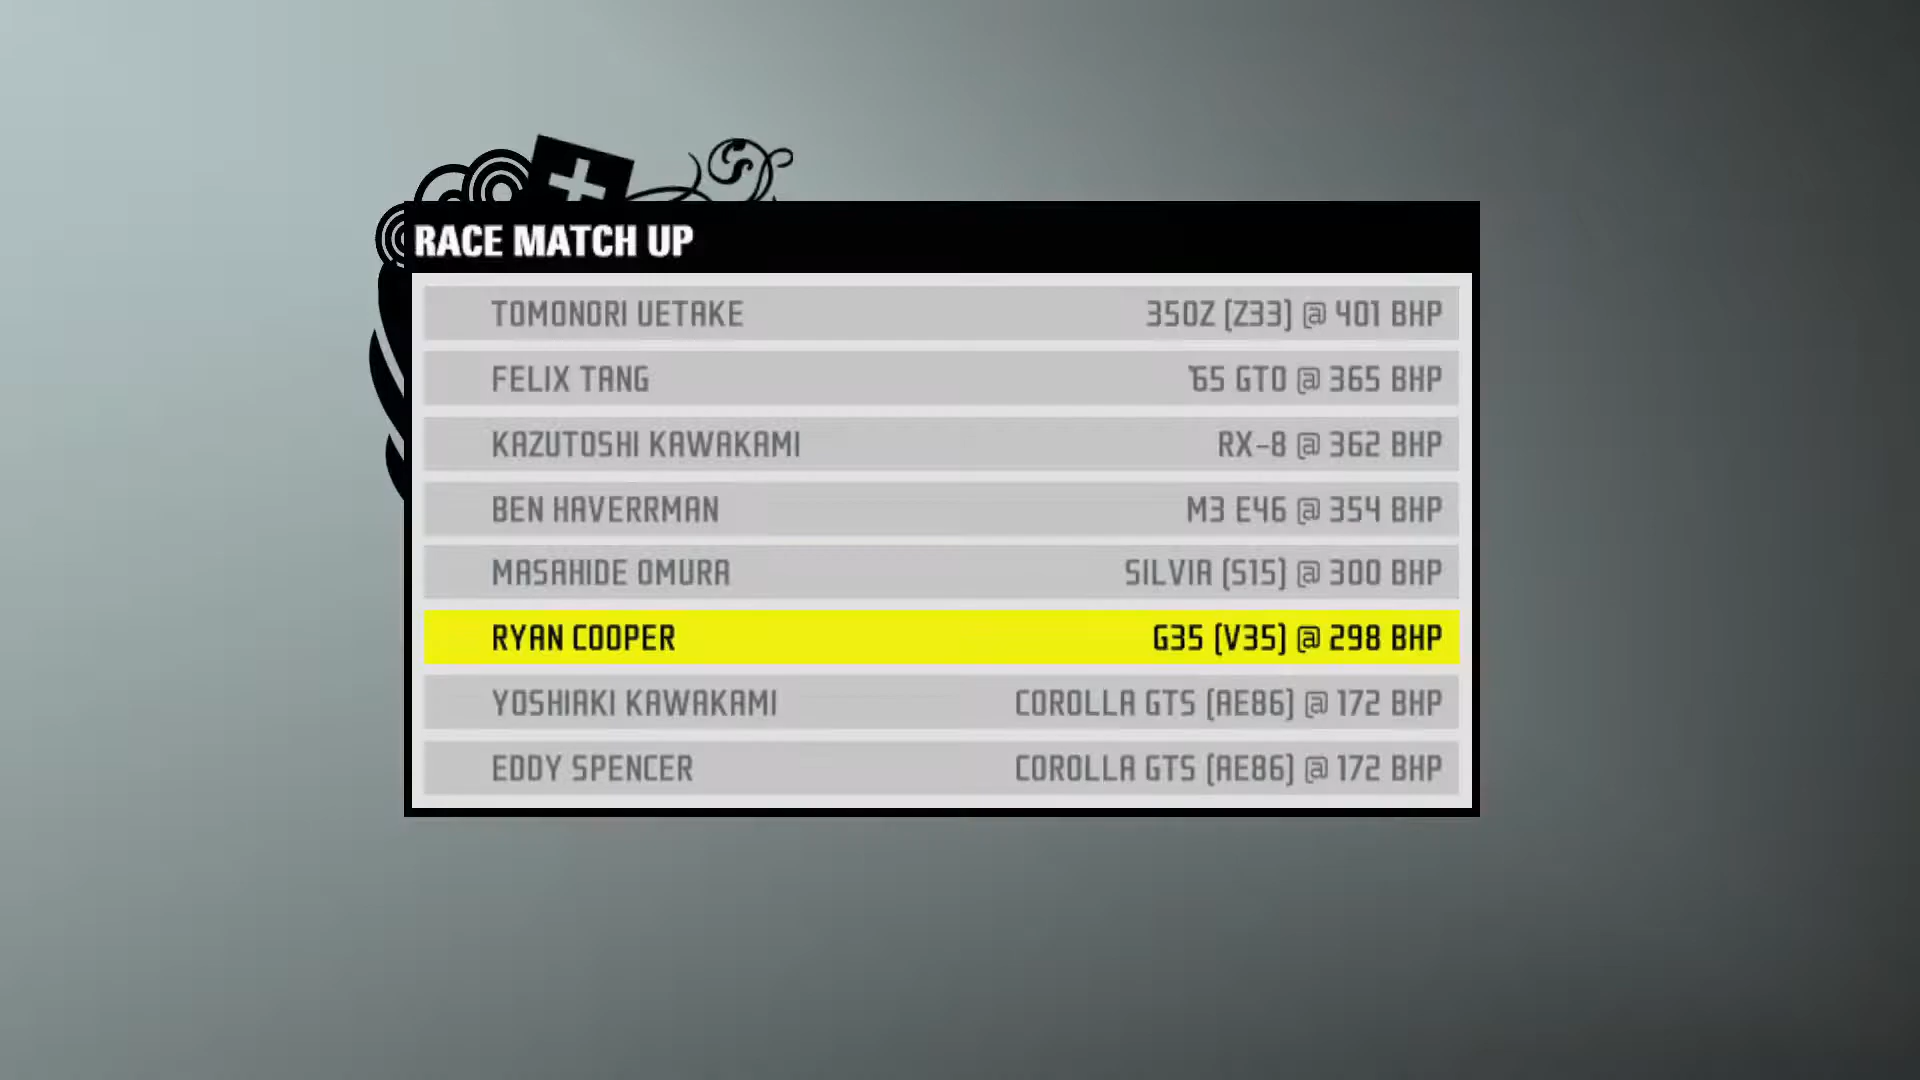 RACE MATCH UP
TOMONORI UETAKE 350Z (Z33) @ 401 BHP
FELIX TANG '65 GTO @ 365 BHP
KAZUTOSHI KAWAKAMI RX-8 @ 362 BHP
BEN HAVERRMAN M3 E46 @ 354 BHP
MASAHIDE OMURA SILVIA (S15) @ 300 BHP
RYAN COOPER G35 (V35) @ 298 BHP
YOSHIAKI KAWAKAMI COROLLA GTS (AE86) @ 172 BHP
EDDY SPENCER COROLLA GTS (AE86) @ 172 BHP